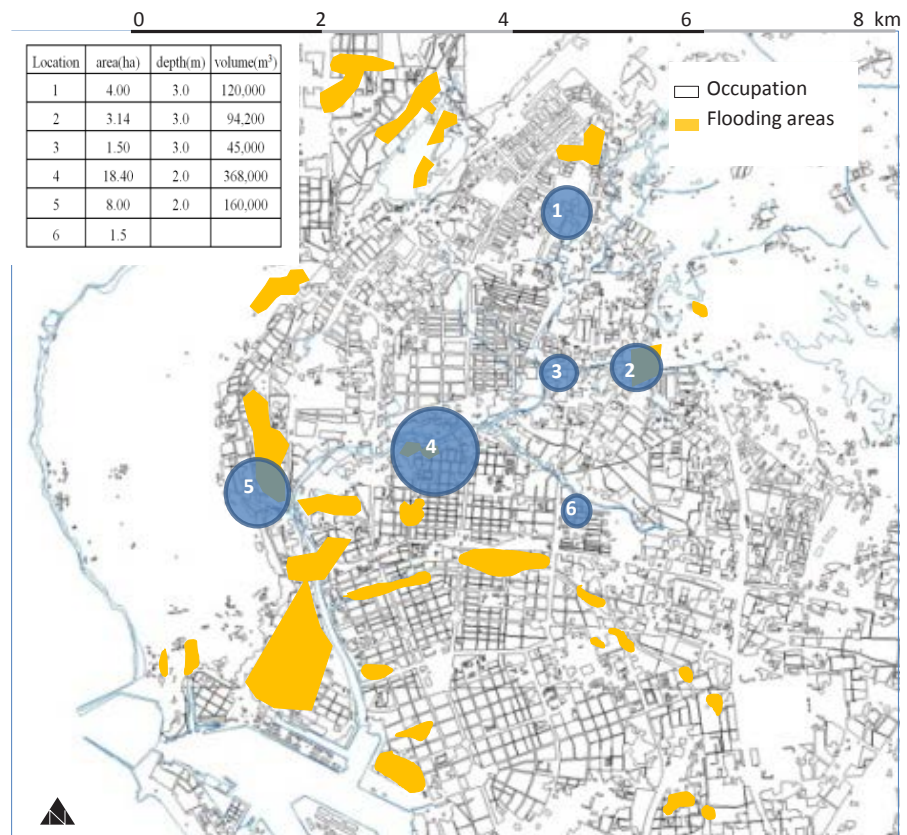 0 2 4 6 8 km
Location area(ha) depth(m) volume(m³)
1 4.00 3.0 120,000
2 3.14 3.0 94,200
3 1.50 3.0 45,000
4 18.40 2.0 368,000
5 8.00 2.0 160,000
6 1.5
Occupation
Flooding areas
1
3
2
4
5
6
N